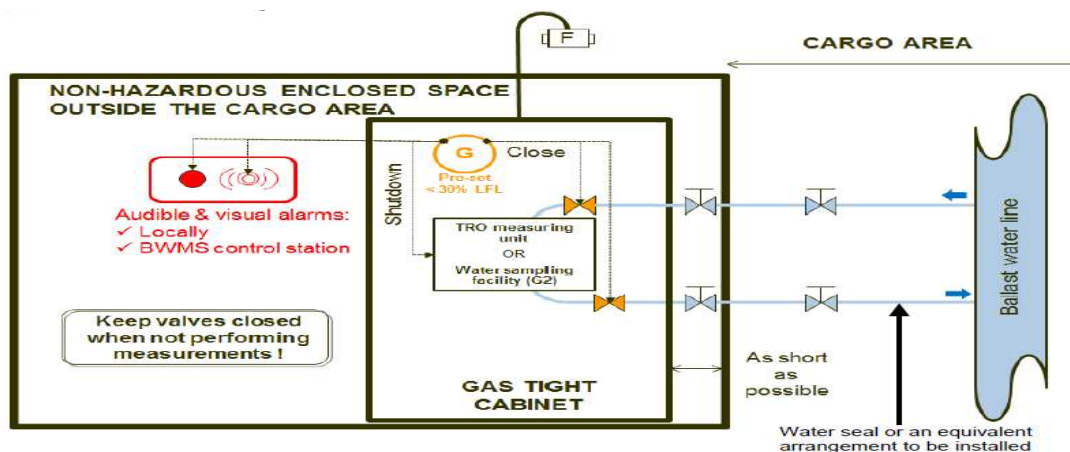 F
CARGO AREA
NON-HAZARDOUS ENCLOSED SPACE
OUTSIDE THE CARGO AREA
G
Close
Pre-set
< 30% LFL
Shutdown
Audible & visual alarms:
✓ Locally
✓ BWMS control station
TRO measuring
unit
OR
Water sampling
facility (G2)
Ballast water line
Keep valves closed
when not performing
measurements !
As short
as
possible
GAS TIGHT
CABINET
Water seal or an equivalent
arrangement to be installed